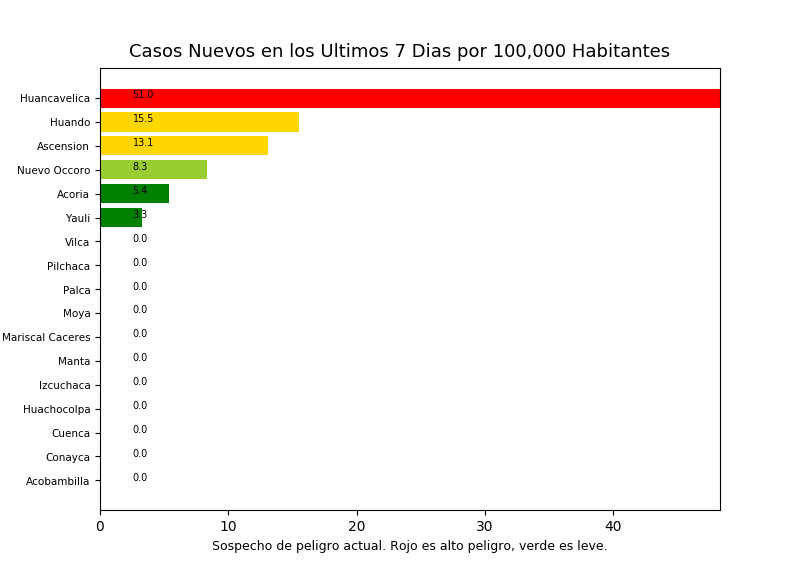 Casos Nuevos en los Ultimos 7 Dias por 100,000 Habitantes
Huancavelica 51.0
Huando 15.5
Ascension 13.1
Nuevo Occoro 8.3
Acoria 5.4
Yauli 3.3
Vilca 0.0
Pilchaca 0.0
Palca 0.0
Moya 0.0
Mariscal Caceres 0.0
Manta 0.0
Izcuchaca 0.0
Huachocolpa 0.0
Cuenca 0.0
Conayca 0.0
Acobambilla 0.0
0 10 20 30 40
Sospecho de peligro actual. Rojo es alto peligro, verde es leve.